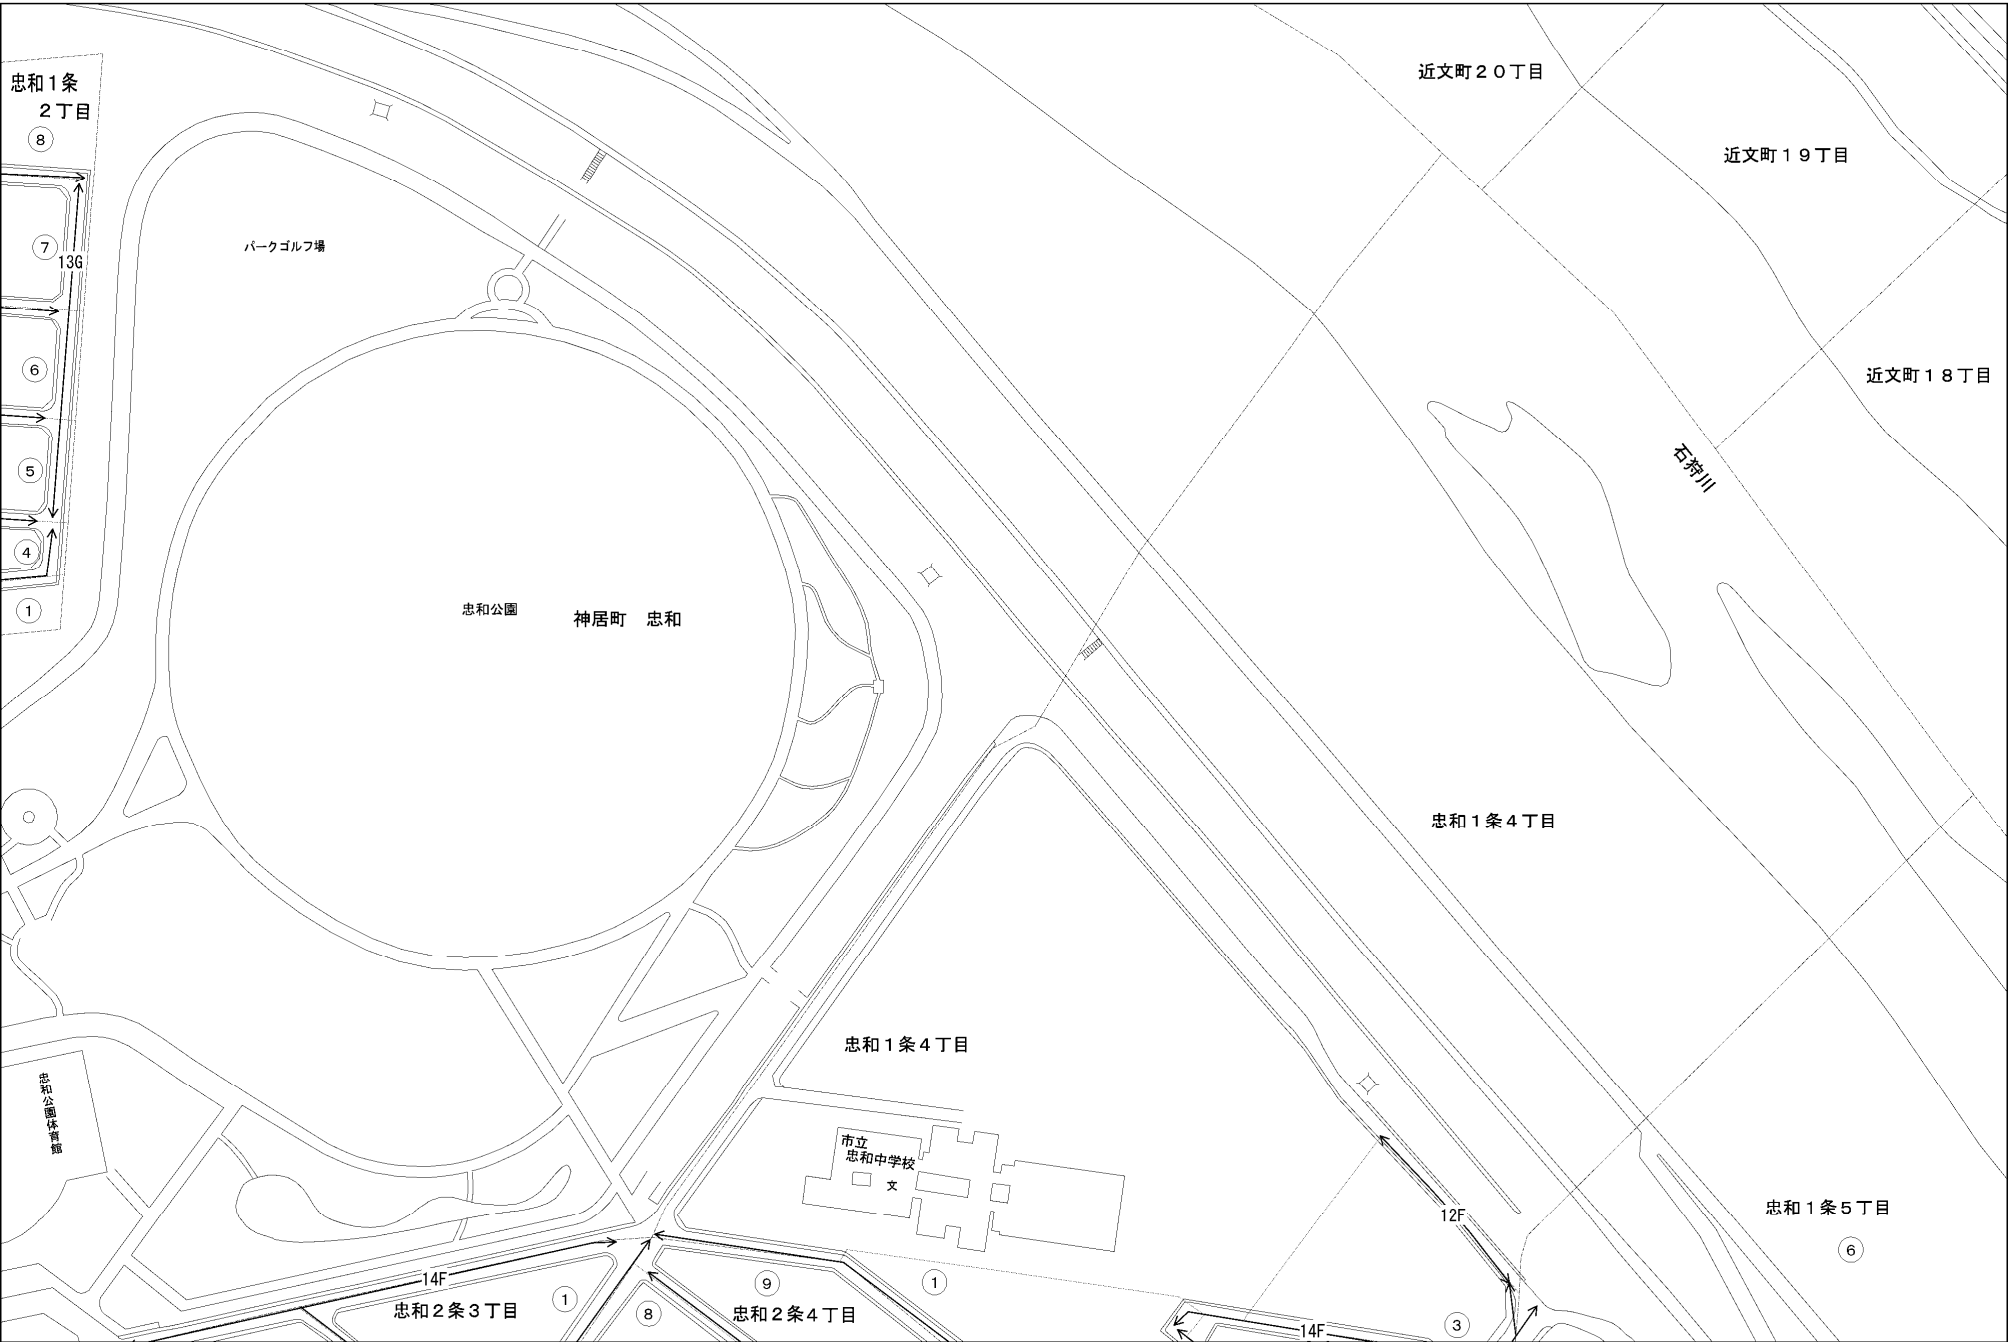 近文町２０丁目
忠和１条
２丁目
8
近文町１９丁目
7
13G
パークゴルフ場
6
近文町１８丁目
5
石狩川
4
1
忠和公園
神居町　忠和
忠和１条４丁目
忠和１条４丁目
忠和公園体育館
市立
忠和中学校
文
12F
忠和１条５丁目
6
14F
忠和２条３丁目
1
8
9
忠和２条４丁目
1
14F
3